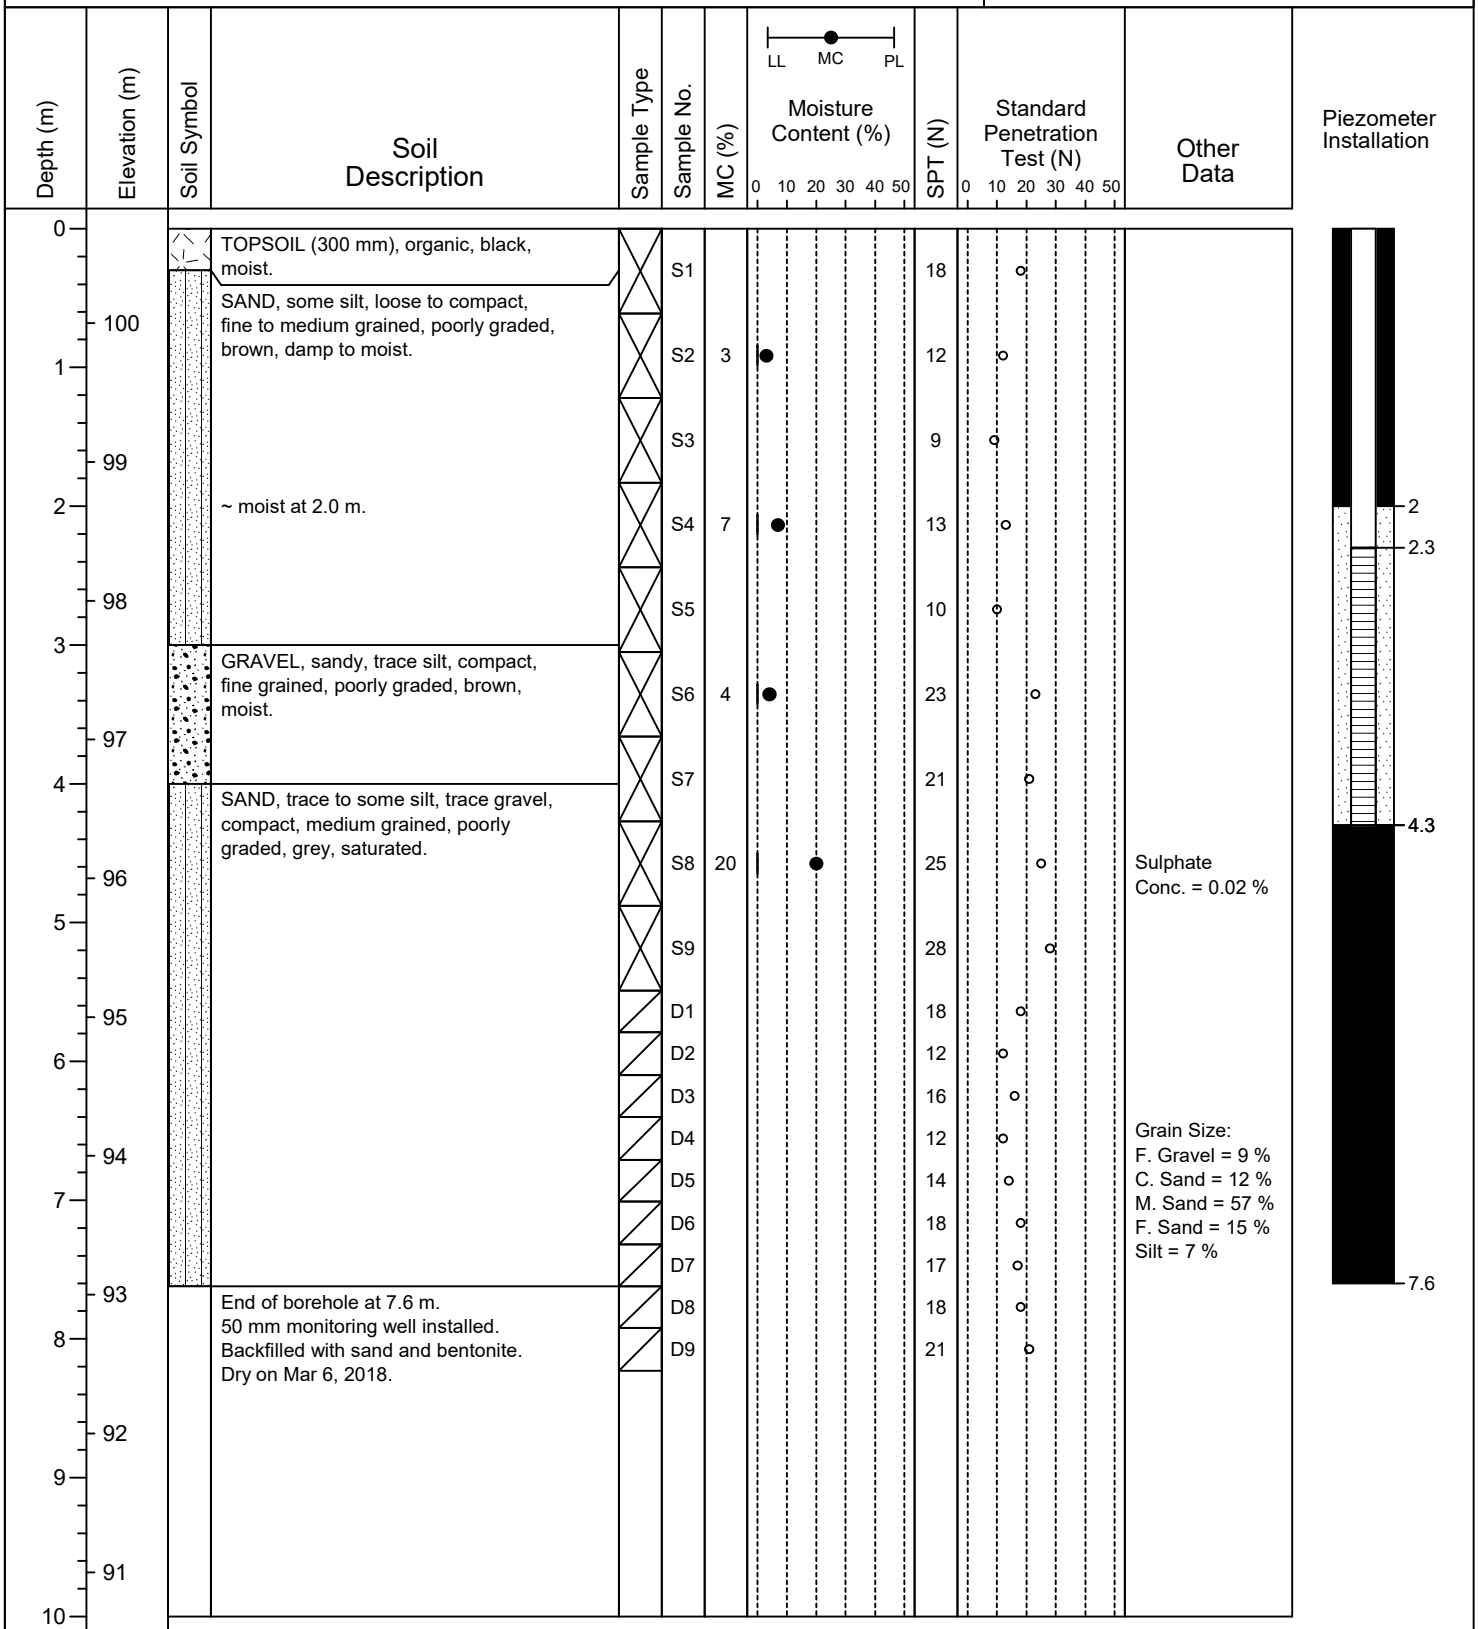 LL MC PL
Depth (m)
Elevation (m)
Soil Symbol
Soil
Description
Sample Type
Sample No.
MC (%)
Moisture
Content (%)
0 10 20 30 40 50
SPT (N)
Standard
Penetration
Test (N)
0 10 20 30 40 50
Other
Data
Piezometer
Installation
0
TOPSOIL (300 mm), organic, black,
moist.
S1 18
SAND, some silt, loose to compact,
fine to medium grained, poorly graded,
brown, damp to moist.
100
S2 3 12
1
S3 9
99
2
~ moist at 2.0 m.
2
S4 7 13
2.3
98
S5 10
3
GRAVEL, sandy, trace silt, compact,
fine grained, poorly graded, brown,
moist.
S6 4 23
97
S7 21
4
SAND, trace to some silt, trace gravel,
compact, medium grained, poorly
graded, grey, saturated.
4.3
S8 20 25
Sulphate
Conc. = 0.02 %
96
5
S9 28
D1 18
95
6
D2 12
D3 16
D4 12
Grain Size:
F. Gravel = 9 %
C. Sand = 12 %
M. Sand = 57 %
F. Sand = 15 %
Silt = 7 %
94
D5 14
7
D6 18
D7 17
7.6
93
End of borehole at 7.6 m.
50 mm monitoring well installed.
Backfilled with sand and bentonite.
Dry on Mar 6, 2018.
D8 18
8
D9 21
92
9
91
10